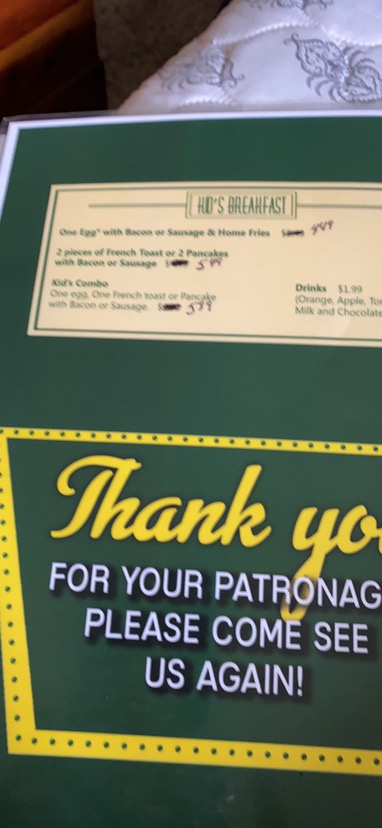 KID'S BREAKFAST
One Egg* with Bacon or Sausage & Home Fries
2 pieces of French Toast or 2 Pancakes
with Bacon or Sausage $
Kid's Combo
One egg, One French toast or Pancake
with Bacon or Sausage. $
Drinks $1.99
(Orange, Apple, To
Milk and Chocolate
Thank yo
FOR YOUR PATRONAG
PLEASE COME SEE
US AGAIN!